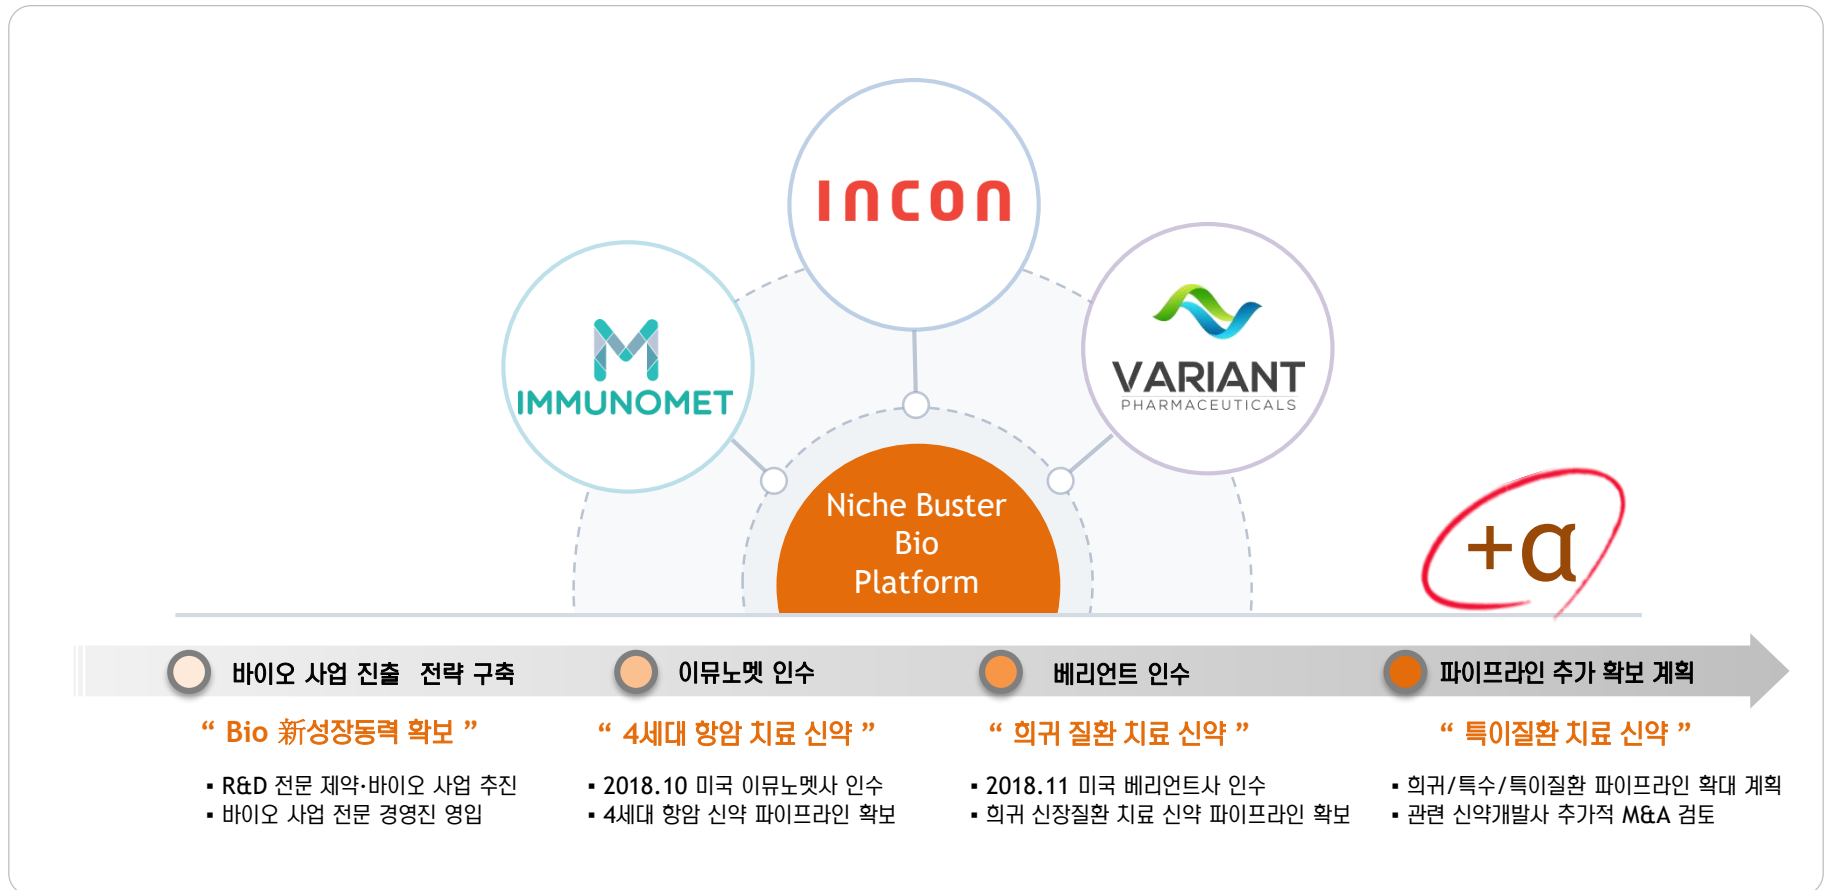 INCON
IMMUNOMET
VARIANT
PHARMACEUTICALS
Niche Buster
Bio
Platform
+α
바이오 사업 진출 전략 구축
이뮤노멧 인수
베리언트 인수
파이프라인 추가 확보 계획
“ Bio 新성장동력 확보 ”
“ 4세대 항암 치료 신약 ”
“ 희귀 질환 치료 신약 ”
“ 특이질환 치료 신약 ”
▪ R&D 전문 제약·바이오 사업 추진
▪ 바이오 사업 전문 경영진 영입
▪ 2018.10 미국 이뮤노멧사 인수
▪ 4세대 항암 신약 파이프라인 확보
▪ 2018.11 미국 베리언트사 인수
▪ 희귀 신장질환 치료 신약 파이프라인 확보
▪ 희귀/특수/특이질환 파이프라인 확대 계획
▪ 관련 신약개발사 추가적 M&A 검토